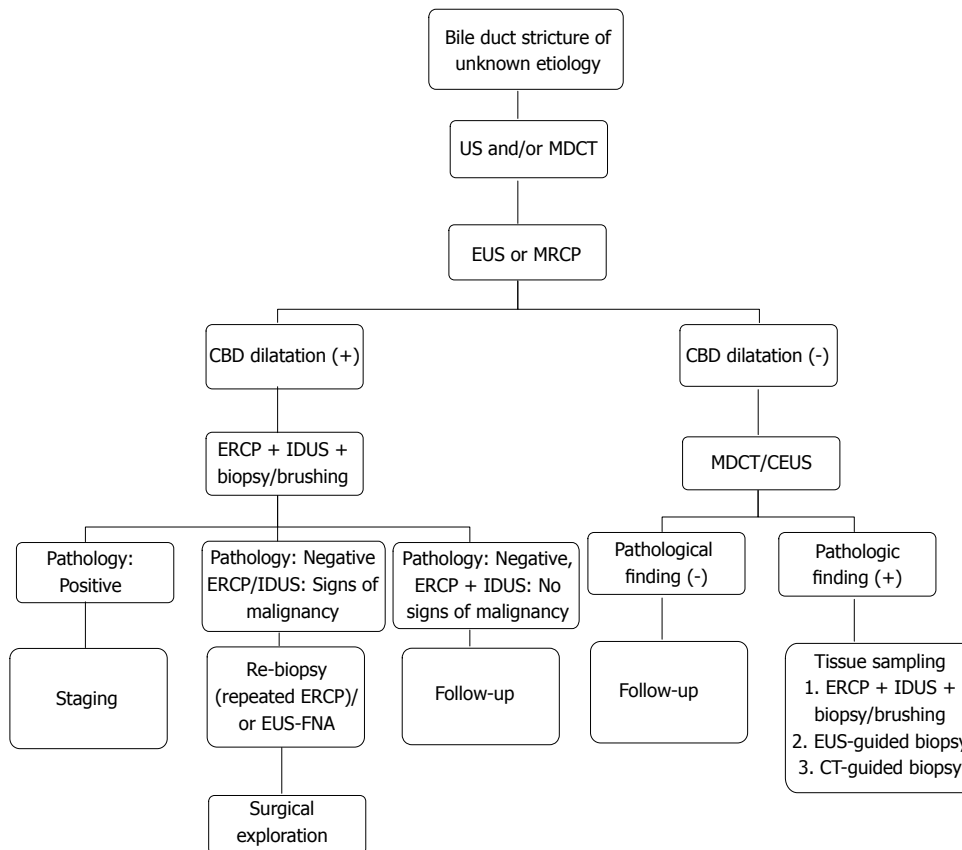 Bile duct stricture of
unknown etiology
US and/or MDCT
EUS or MRCP
CBD dilatation (+)
CBD dilatation (-)
ERCP + IDUS +
biopsy/brushing
MDCT/CEUS
Pathology:
Positive
Pathology: Negative
ERCP/IDUS: Signs of
malignancy
Pathology: Negative,
ERCP + IDUS: No
signs of malignancy
Pathological
finding (-)
Pathologic
finding (+)
Staging
Re-biopsy
(repeated ERCP)/
or EUS-FNA
Follow-up
Follow-up
Tissue sampling
1. ERCP + IDUS +
biopsy/brushing
2. EUS-guided biopsy
3. CT-guided biopsy
Surgical
exploration